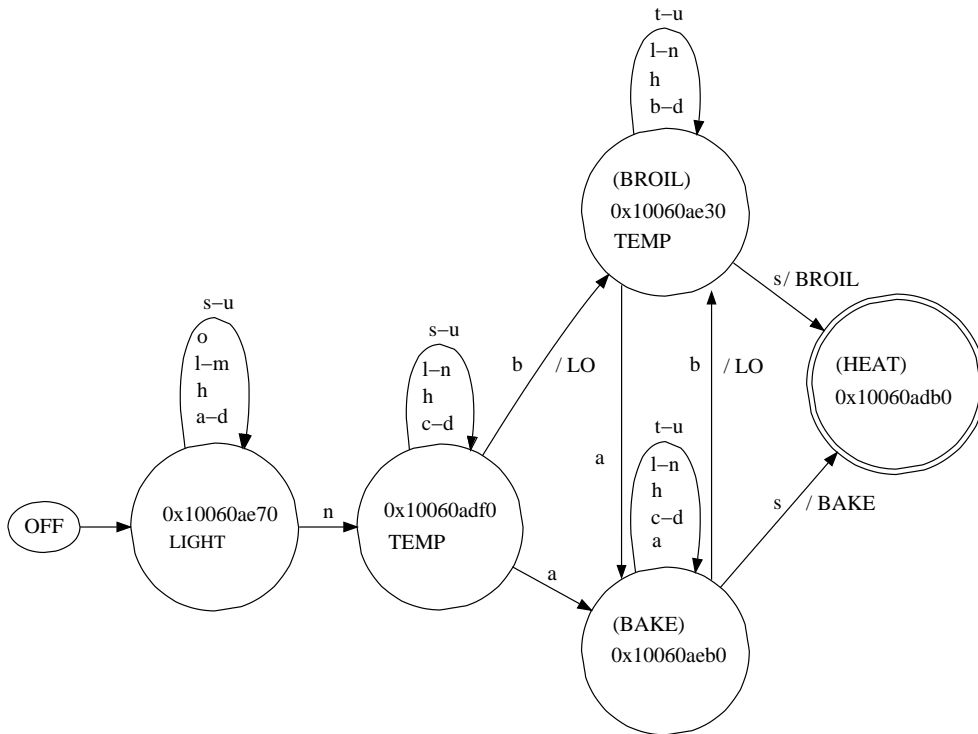 t–u
l–n
h
b–d
(BROIL)
0x10060ae30
TEMP
s/ BROIL
s–u
o
l–m
h
a–d
s–u
l–n
h
c–d
b / LO
b / LO
(HEAT)
0x10060adb0
a
t–u
l–n
h
c–d
a
s / BAKE
OFF
0x10060ae70
LIGHT
n
0x10060adf0
TEMP
a
(BAKE)
0x10060aeb0